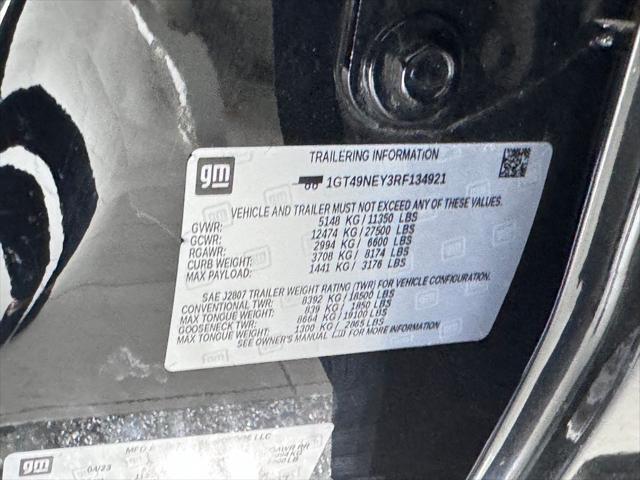 gm
TRAILERING INFORMATION
1GT49NEY3RF134921
VEHICLE AND TRAILER MUST NOT EXCEED ANY OF THESE VALUES.
GVWR: 5148 KG / 11350 LBS
GCWR: 12474 KG / 27500 LBS
RGAWR: 2994 KG / 6600 LBS
CURB WEIGHT: 3708 KG / 8174 LBS
MAX PAYLOAD: 1441 KG / 3176 LBS
SAE J2807 TRAILER WEIGHT RATING (TWR) FOR VEHICLE CONFIGURATION.
CONVENTIONAL TWR: 8392 KG / 18500 LBS
MAX TONGUE WEIGHT: 839 KG / 1850 LBS
GOOSENECK TWR: 8664 KG / 19100 LBS
MAX TONGUE WEIGHT: 1300 KG / 2865 LBS
SEE OWNER'S MANUAL FOR MORE INFORMATION
gm
04/23